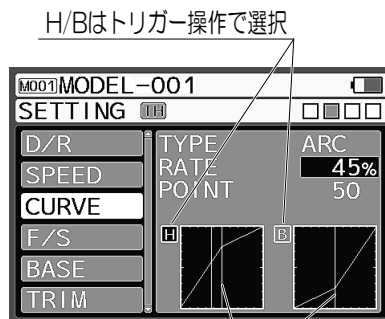 H/Bはトリガー操作で選択
M001 MODEL-001
SETTING TH
D/R
SPEED
CURVE
F/S
BASE
TRIM
TYPE ARC
RATE 45%
POINT 50
H B